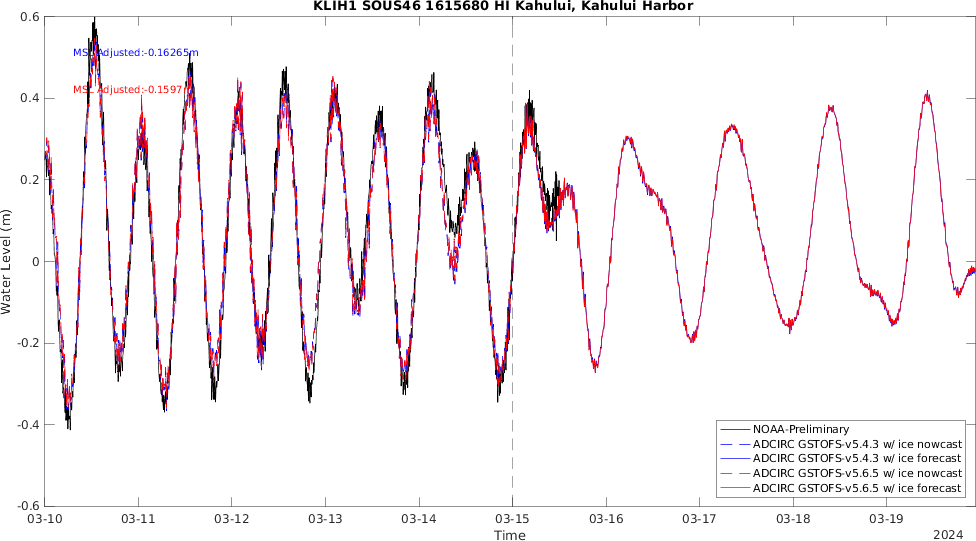 KLIH1 SOUS46 1615680 HI Kahului, Kahului Harbor
0.6
0.4
0.2
0
-0.2
-0.4
-0.6
Water Level (m)
MSL Adjusted:-0.16265m
MSL Adjusted:-0.1597
NOAA-Preliminary
ADCIRC GSTOFS-v5.4.3 w/ ice nowcast
ADCIRC GSTOFS-v5.4.3 w/ ice forecast
ADCIRC GSTOFS-v5.6.5 w/ ice nowcast
ADCIRC GSTOFS-v5.6.5 w/ ice forecast
03-10 03-11 03-12 03-13 03-14 03-15 03-16 03-17 03-18 03-19
Time
2024